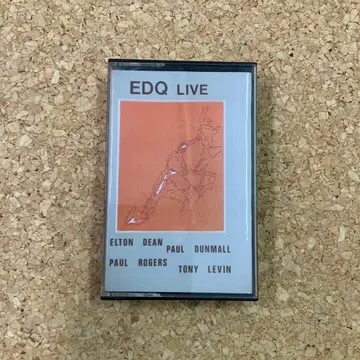 EDQ LIVE
ELTON DEAN
PAUL DUNMALL
PAUL ROGERS
TONY LEVIN